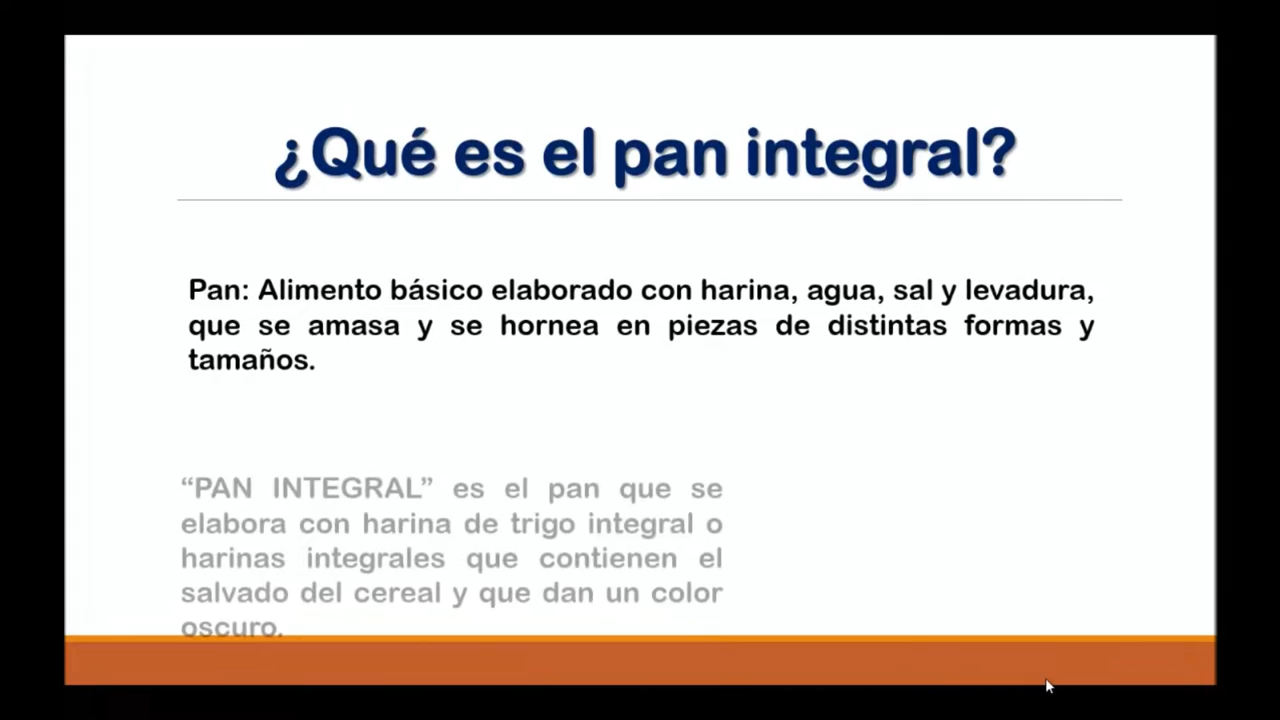 ¿Qué es el pan integral?
Pan: Alimento básico elaborado con harina, agua, sal y levadura,
que se amasa y se hornea en piezas de distintas formas y
tamaños.
“PAN INTEGRAL” es el pan que se
elabora con harina de trigo integral o
harinas integrales que contienen el
salvado del cereal y que dan un color
oscuro.